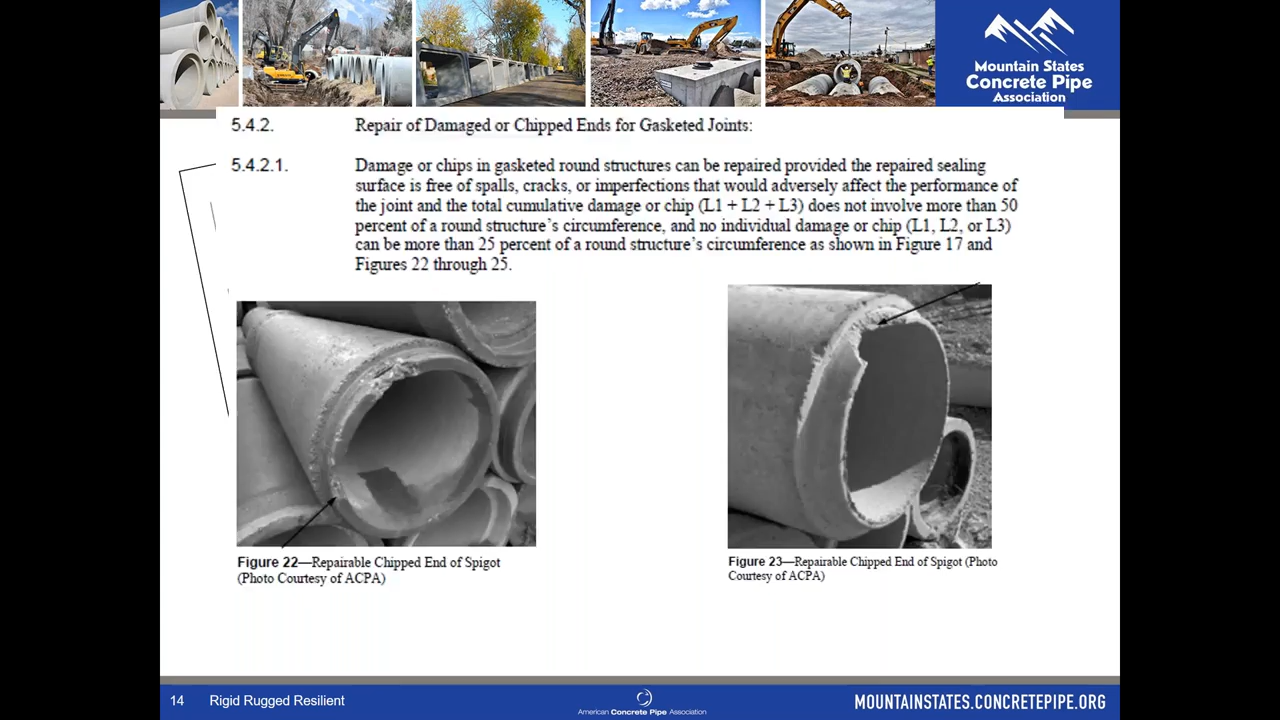 Mountain States
Concrete Pipe
Association
5.4.2. Repair of Damaged or Chipped Ends for Gasketed Joints:
5.4.2.1. Damage or chips in gasketed round structures can be repaired provided the repaired sealing
surface is free of spalls, cracks, or imperfections that would adversely affect the performance of
the joint and the total cumulative damage or chip (L1 + L2 + L3) does not involve more than 50
percent of a round structure’s circumference, and no individual damage or chip (L1, L2, or L3)
can be more than 25 percent of a round structure’s circumference as shown in Figure 17 and
Figures 22 through 25.
Figure 22—Repairable Chipped End of Spigot
(Photo Courtesy of ACPA)
Figure 23—Repairable Chipped End of Spigot (Photo
Courtesy of ACPA)
14 Rigid Rugged Resilient
American Concrete Pipe Association
MOUNTAINSTATES.CONCRETEPIPE.ORG